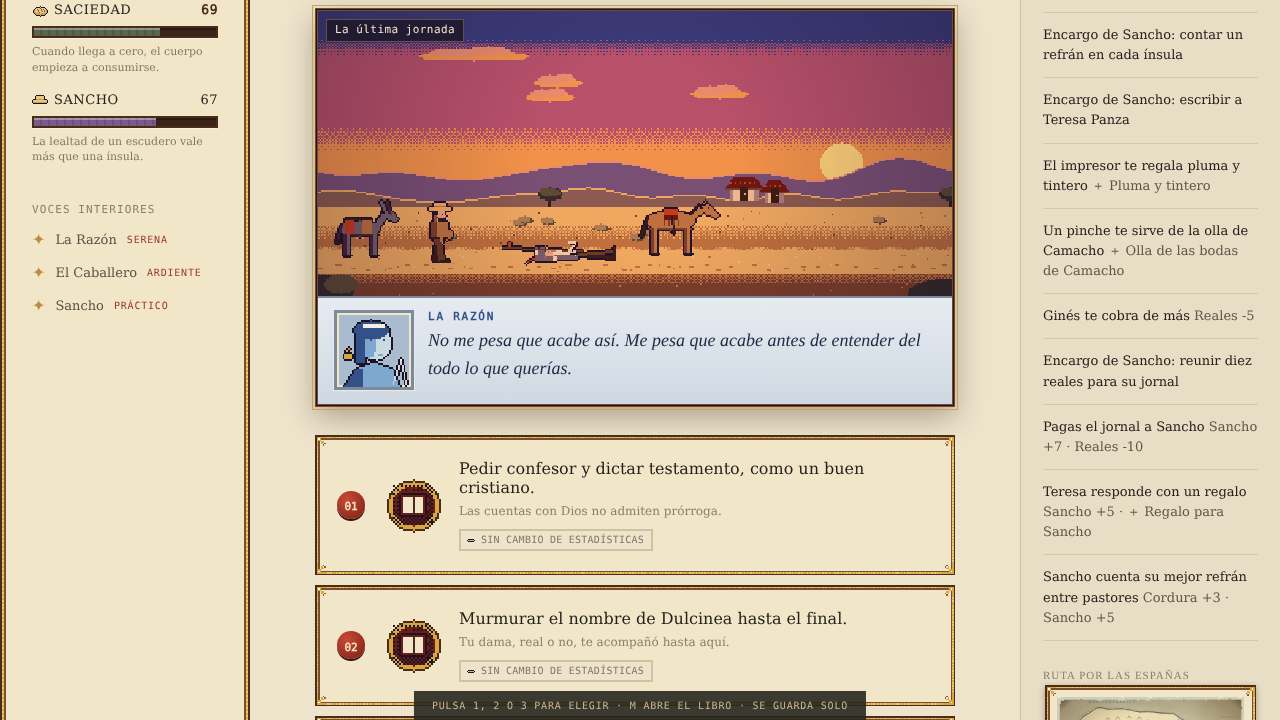 SACIEDAD 69
Cuando llega a cero, el cuerpo
empieza a consumirse.
SANCHO 67
La lealtad de un escudero vale
más que una ínsula.
VOCES INTERIORES
La Razón SERENA
El Caballero ARDIENTE
Sancho PRÁCTICO
La última jornada
LA RAZÓN
No me pesa que acabe así. Me pesa que acabe antes de entender del
todo lo que querías.
01
Pedir confesor y dictar testamento, como un buen
cristiano.
Las cuentas con Dios no admiten prórroga.
SIN CAMBIO DE ESTADÍSTICAS
02
Murmurar el nombre de Dulcinea hasta el final.
Tu dama, real o no, te acompañó hasta aquí.
SIN CAMBIO DE ESTADÍSTICAS
PULSA 1, 2 O 3 PARA ELEGIR · M ABRE EL LIBRO · SE GUARDA SOLO
Encargo de Sancho: contar un
refrán en cada ínsula
Encargo de Sancho: escribir a
Teresa Panza
El impresor te regala pluma y
tintero + Pluma y tintero
Un pinche te sirve de la olla de
Camacho + Olla de las bodas
de Camacho
Ginés te cobra de más Reales -5
Encargo de Sancho: reunir diez
reales para su jornal
Pagas el jornal a Sancho Sancho
+7 · Reales -10
Teresa responde con un regalo
Sancho +5 · + Regalo para
Sancho
Sancho cuenta su mejor refrán
entre pastores Cordura +3 ·
Sancho +5
RUTA POR LAS ESPAÑAS